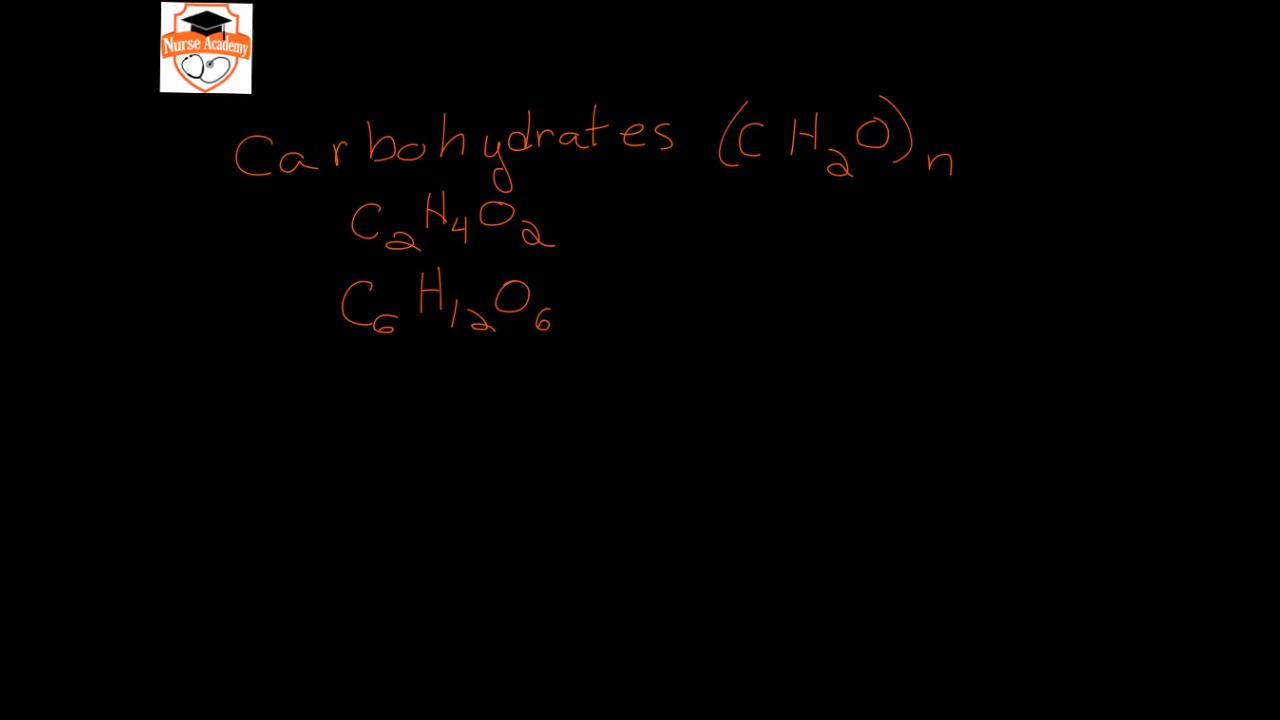 Nurse Academy
Carbohydrates (CH₂O)n
C₂H₄O₂
C₆H₁₂O₆